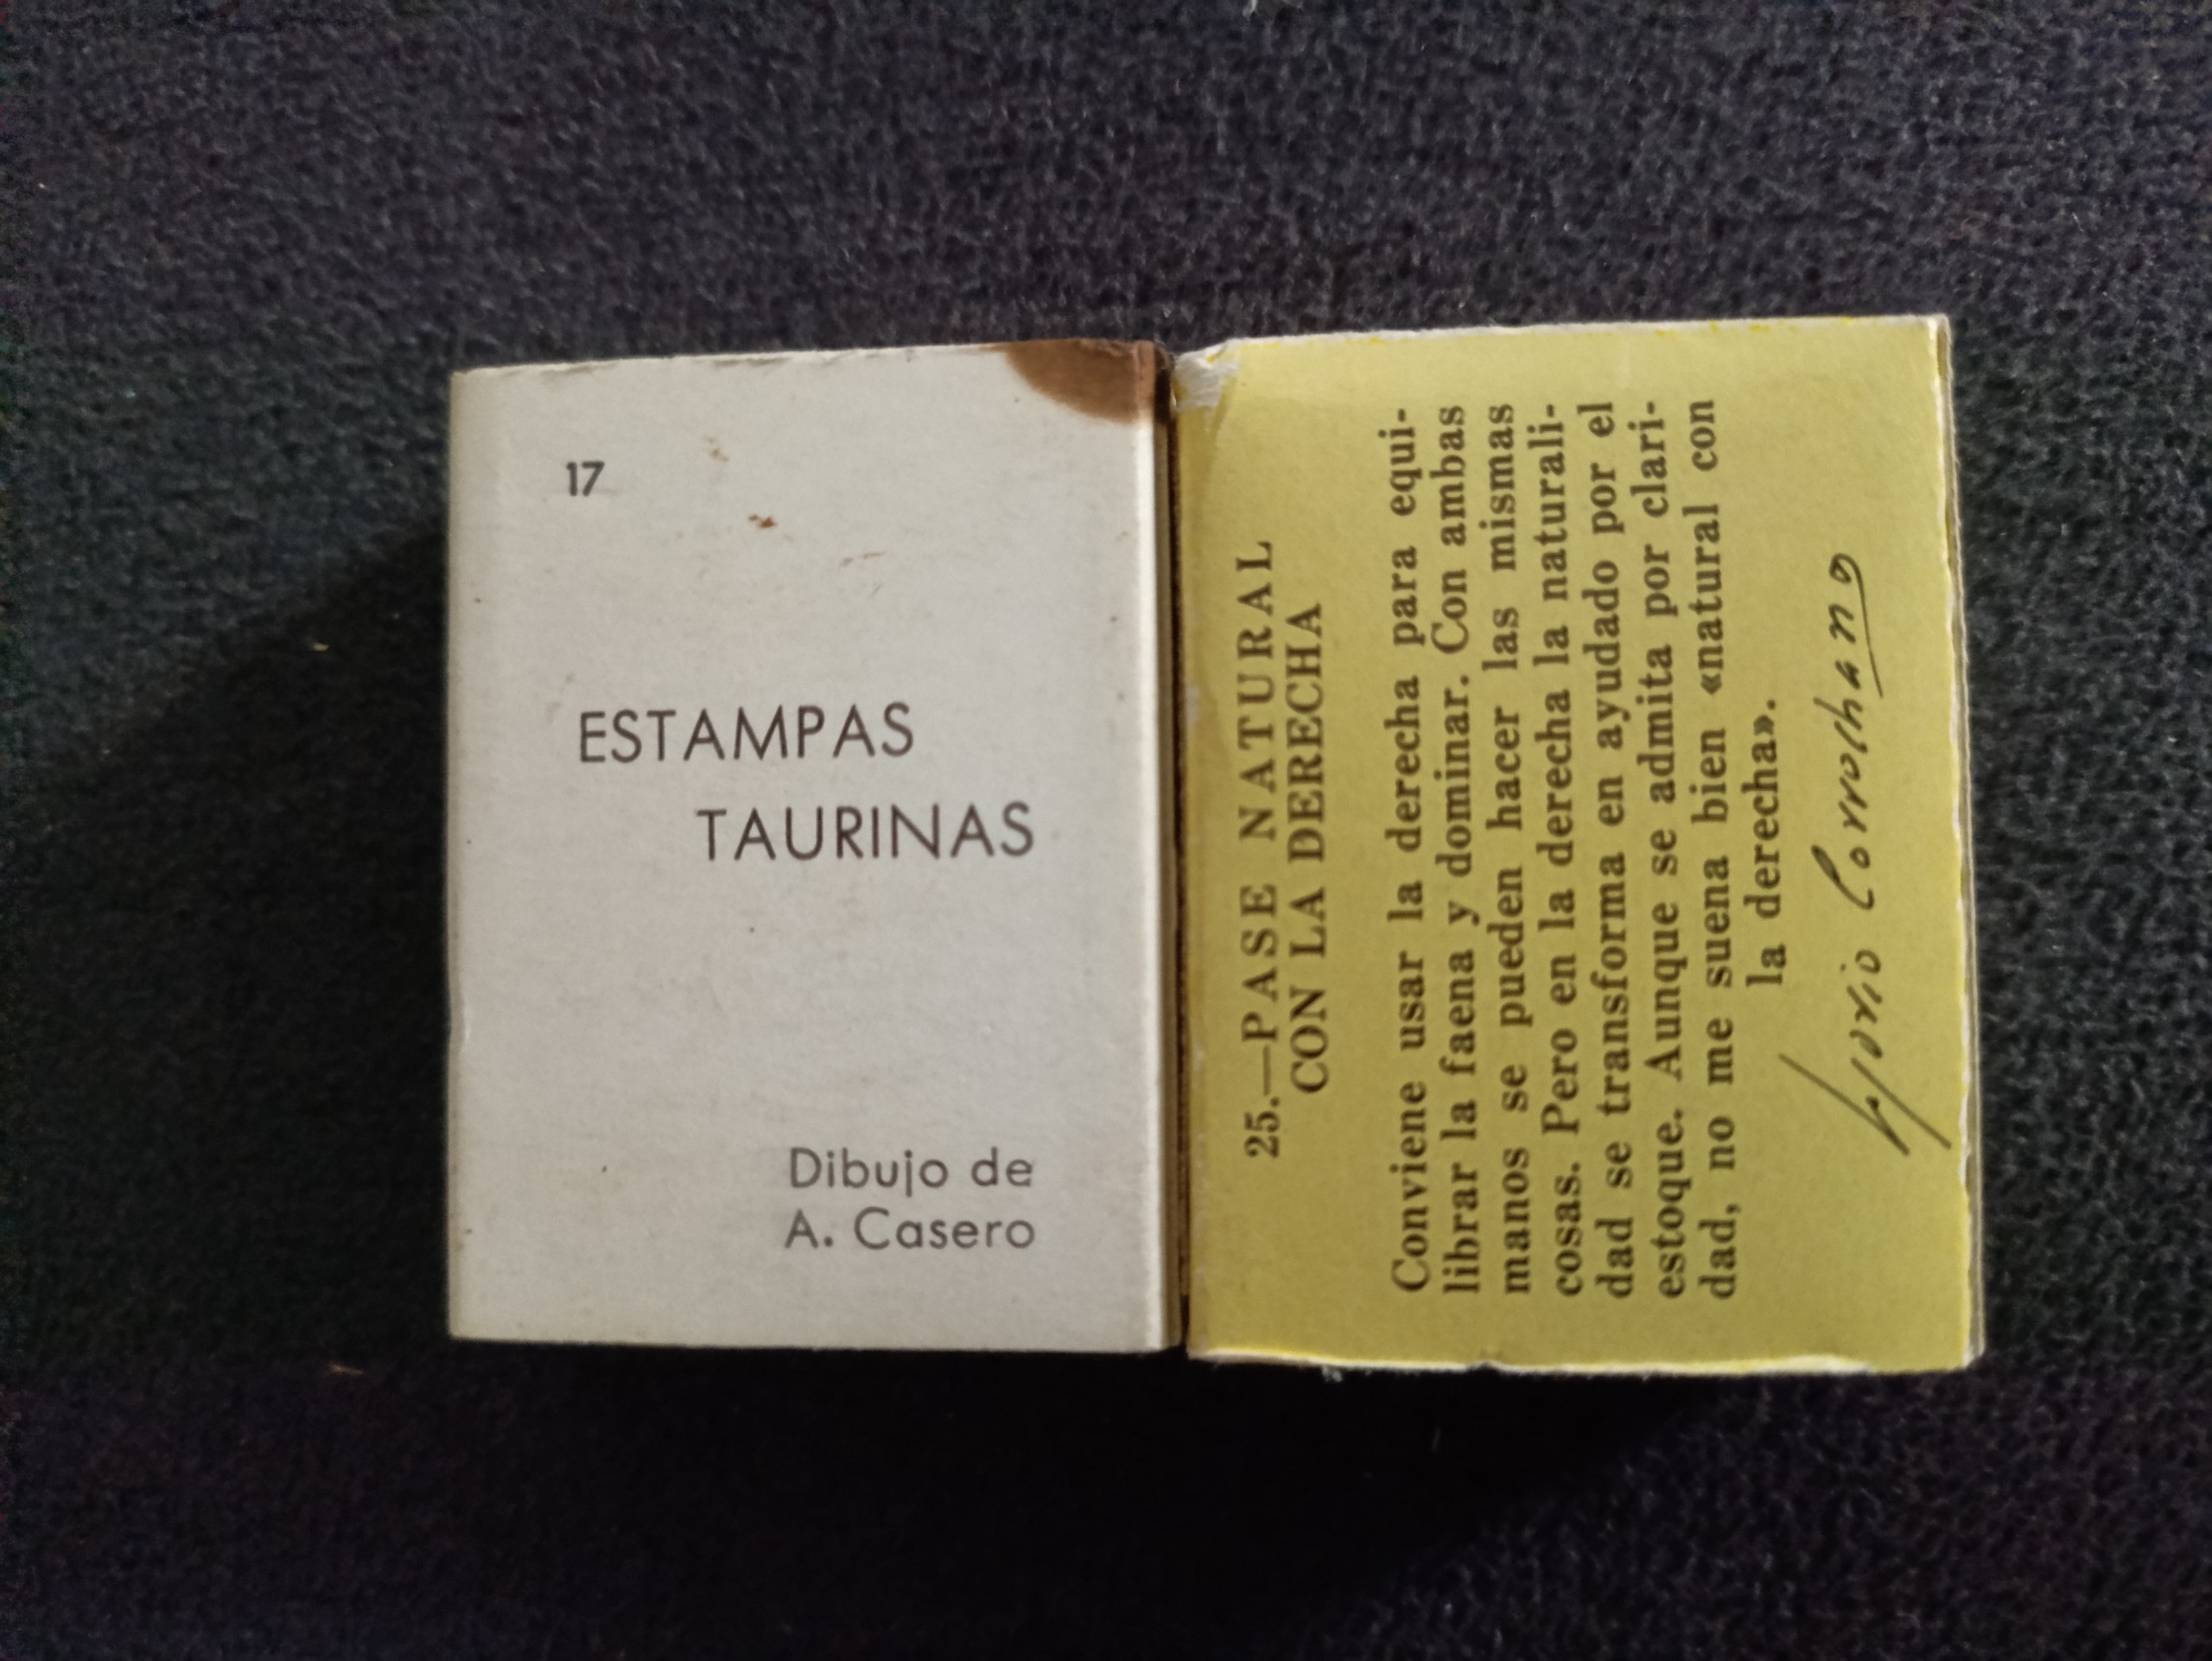 17
ESTAMPAS
TAURINAS
Dibujo de
A. Casero
25.—PASE NATURAL
CON LA DERECHA
Conviene usar la derecha para equi-
librar la faena y dominar. Con ambas
manos se pueden hacer las mismas
cosas. Pero en la derecha la naturali-
dad se transforma en ayudado por el
estoque. Aunque se admita por clari-
dad, no me suena bien «natural con
la derecha».
Gregorio Corrochano